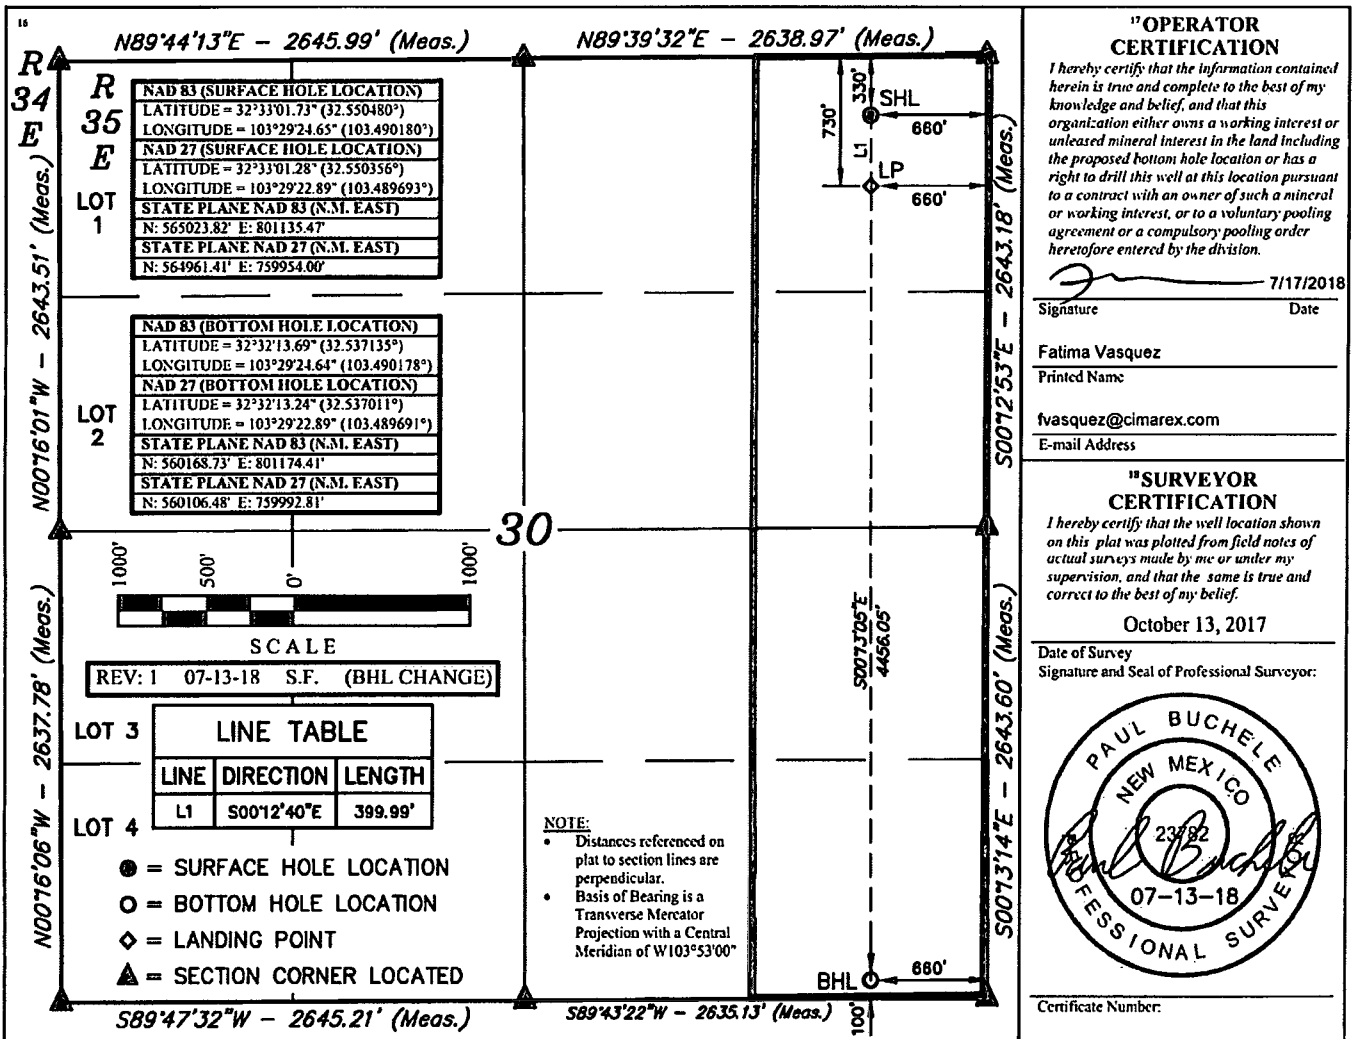 16
N89°44'13"E – 2645.99' (Meas.)
N89°39'32"E – 2638.97' (Meas.)
R
34
E
R
35
E
LOT
1
NAD 83 (SURFACE HOLE LOCATION)
LATITUDE = 32°33'01.73" (32.550480°)
LONGITUDE = 103°29'24.65" (103.490180°)
NAD 27 (SURFACE HOLE LOCATION)
LATITUDE = 32°33'01.28" (32.550356°)
LONGITUDE = 103°29'22.89" (103.489693°)
STATE PLANE NAD 83 (N.M. EAST)
N: 565023.82' E: 801135.47'
STATE PLANE NAD 27 (N.M. EAST)
N: 564961.41' E: 759954.00'
730'
330'
SHL
660'
L1
LP
660'
N00°16'01"W – 2643.51' (Meas.)
S00°12'53"E – 2643.18' (Meas.)
LOT
2
NAD 83 (BOTTOM HOLE LOCATION)
LATITUDE = 32°32'13.69" (32.537135°)
LONGITUDE = 103°29'24.64" (103.490178°)
NAD 27 (BOTTOM HOLE LOCATION)
LATITUDE = 32°32'13.24" (32.537011°)
LONGITUDE = 103°29'22.89" (103.489691°)
STATE PLANE NAD 83 (N.M. EAST)
N: 560168.73' E: 801174.41'
STATE PLANE NAD 27 (N.M. EAST)
N: 560106.48' E: 759992.81'
30
1000'
500'
0'
1000'
SCALE
REV: 1 07-13-18 S.F. (BHL CHANGE)
LOT 3
LINE TABLE
LINE DIRECTION LENGTH
L1 S00°12'40"E 399.99'
LOT 4
N00°16'06"W – 2637.78' (Meas.)
S00°13'05"E
4456.05'
S00°13'14"E – 2643.60' (Meas.)
= SURFACE HOLE LOCATION
= BOTTOM HOLE LOCATION
= LANDING POINT
= SECTION CORNER LOCATED
NOTE:
• Distances referenced on
plat to section lines are
perpendicular.
• Basis of Bearing is a
Transverse Mercator
Projection with a Central
Meridian of W103°53'00"
BHL
660'
100'
S89°47'32"W – 2645.21' (Meas.)
S89°43'22"W – 2635.13' (Meas.)
17 OPERATOR
CERTIFICATION
I hereby certify that the information contained
herein is true and complete to the best of my
knowledge and belief, and that this
organization either owns a working interest or
unleased mineral interest in the land including
the proposed bottom hole location or has a
right to drill this well at this location pursuant
to a contract with an owner of such a mineral
or working interest, or to a voluntary pooling
agreement or a compulsory pooling order
heretofore entered by the division.
7/17/2018
Signature Date
Fatima Vasquez
Printed Name
fvasquez@cimarex.com
E-mail Address
18 SURVEYOR
CERTIFICATION
I hereby certify that the well location shown
on this plat was plotted from field notes of
actual surveys made by me or under my
supervision, and that the same is true and
correct to the best of my belief.
October 13, 2017
Date of Survey
Signature and Seal of Professional Surveyor:
PAUL BUCHELE
NEW MEXICO
23782
Paul Buchele
07-13-18
PROFESSIONAL SURVEYOR
Certificate Number: